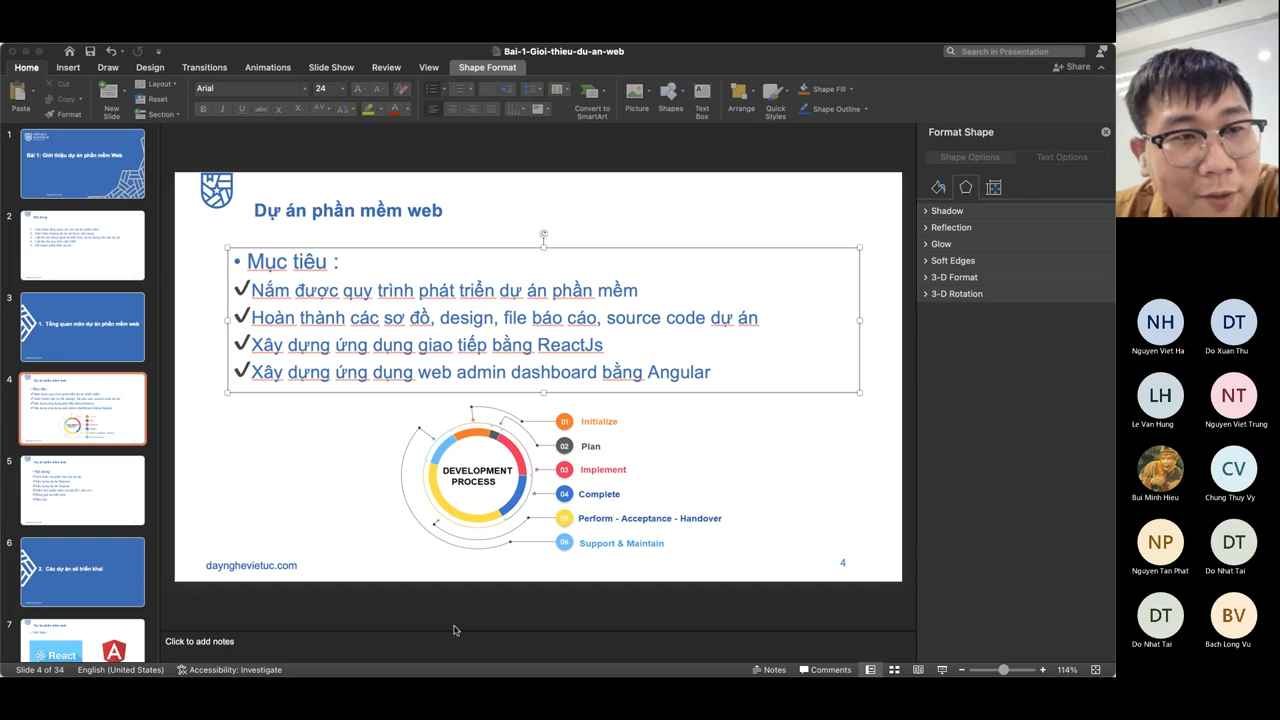 Bai-1-Gioi-thieu-du-an-web
Search in Presentation
Home Insert Draw Design Transitions Animations Slide Show Review View Shape Format
Share
Paste
Cut
Copy
Format
New Slide
Layout
Reset
Section
Arial 24
Convert to SmartArt
Picture
Shapes
Text Box
Arrange
Quick Styles
Shape Fill
Shape Outline
1
Bài 1: Giới thiệu dự án phần mềm Web
2
3
1. Tổng quan môn dự án phần mềm web
4
5
6
2. Các dự án sẽ triển khai
7
React
Dự án phần mềm web
• Mục tiêu :
✔Nắm được quy trình phát triển dự án phần mềm
✔Hoàn thành các sơ đồ, design, file báo cáo, source code dự án
✔Xây dựng ứng dụng giao tiếp bằng ReactJs
✔Xây dựng ứng dụng web admin dashboard bằng Angular
DEVELOPMENT
PROCESS
01 Initialize
02 Plan
03 Implement
04 Complete
05 Perform - Acceptance - Handover
06 Support & Maintain
daynghevietuc.com
4
Click to add notes
Format Shape
Shape Options Text Options
Shadow
Reflection
Glow
Soft Edges
3-D Format
3-D Rotation
Slide 4 of 34 English (United States) Accessibility: Investigate
Notes Comments 114%
NH DT
Nguyen Viet Ha Do Xuan Thu
LH NT
Le Van Hung Nguyen Viet Trung
CV
Bui Minh Hieu Chung Thuy Vy
NP DT
Nguyen Tan Phat Do Nhat Tai
DT BV
Do Nhat Tai Bach Long Vu